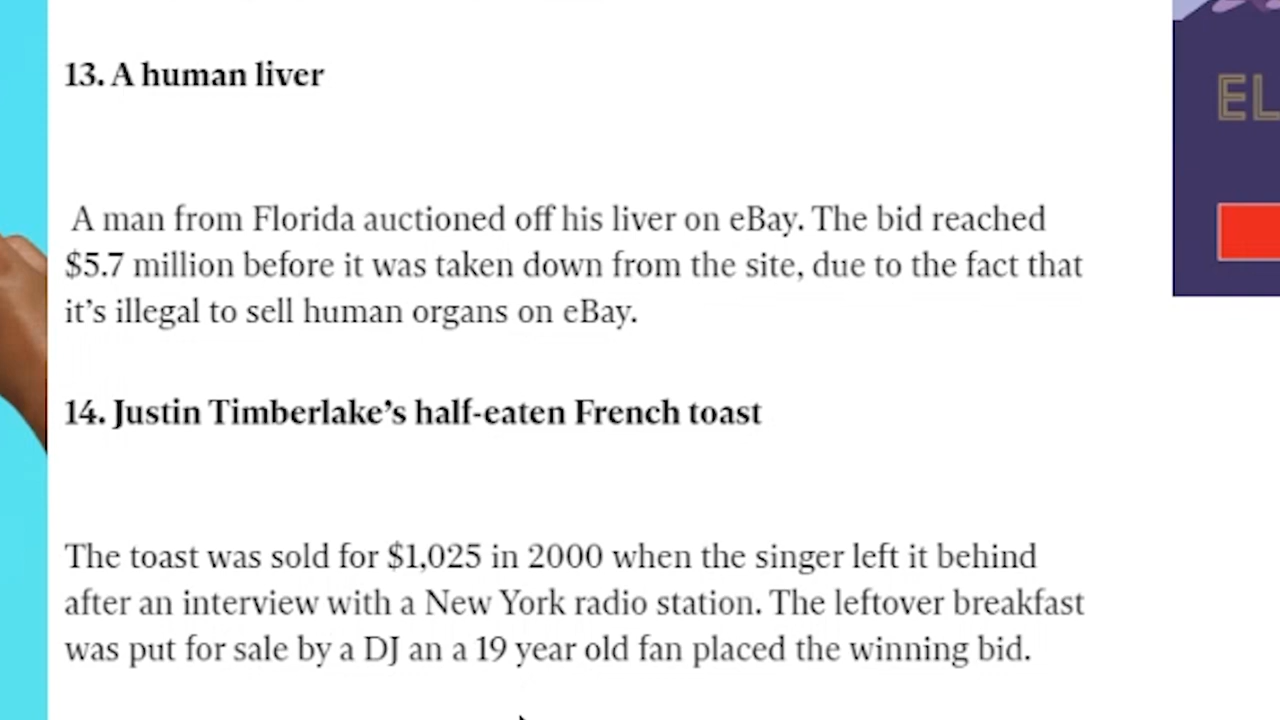 13. A human liver
A man from Florida auctioned off his liver on eBay. The bid reached
$5.7 million before it was taken down from the site, due to the fact that
it’s illegal to sell human organs on eBay.
14. Justin Timberlake’s half-eaten French toast
The toast was sold for $1,025 in 2000 when the singer left it behind
after an interview with a New York radio station. The leftover breakfast
was put for sale by a DJ an a 19 year old fan placed the winning bid.
EL